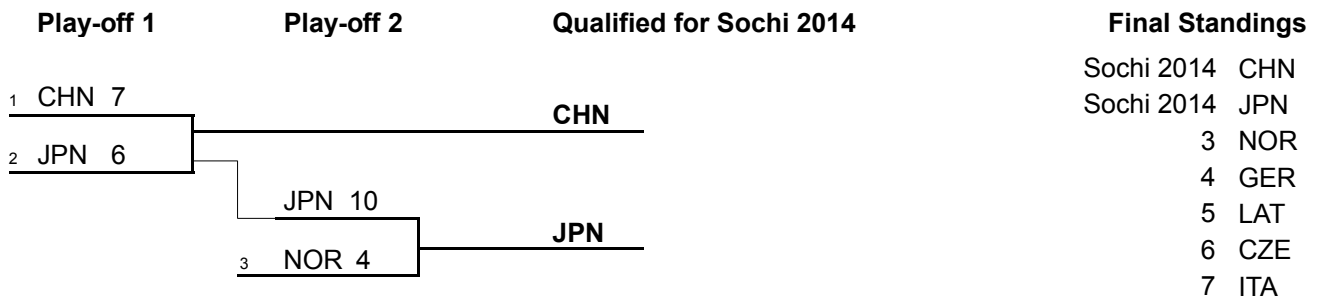 Play-off 1 Play-off 2 Qualified for Sochi 2014 Final Standings
Sochi 2014 CHN
1 CHN 7
CHN
Sochi 2014 JPN
2 JPN 6
3 NOR
4 GER
JPN 10
5 LAT
JPN
3 NOR 4
6 CZE
7 ITA